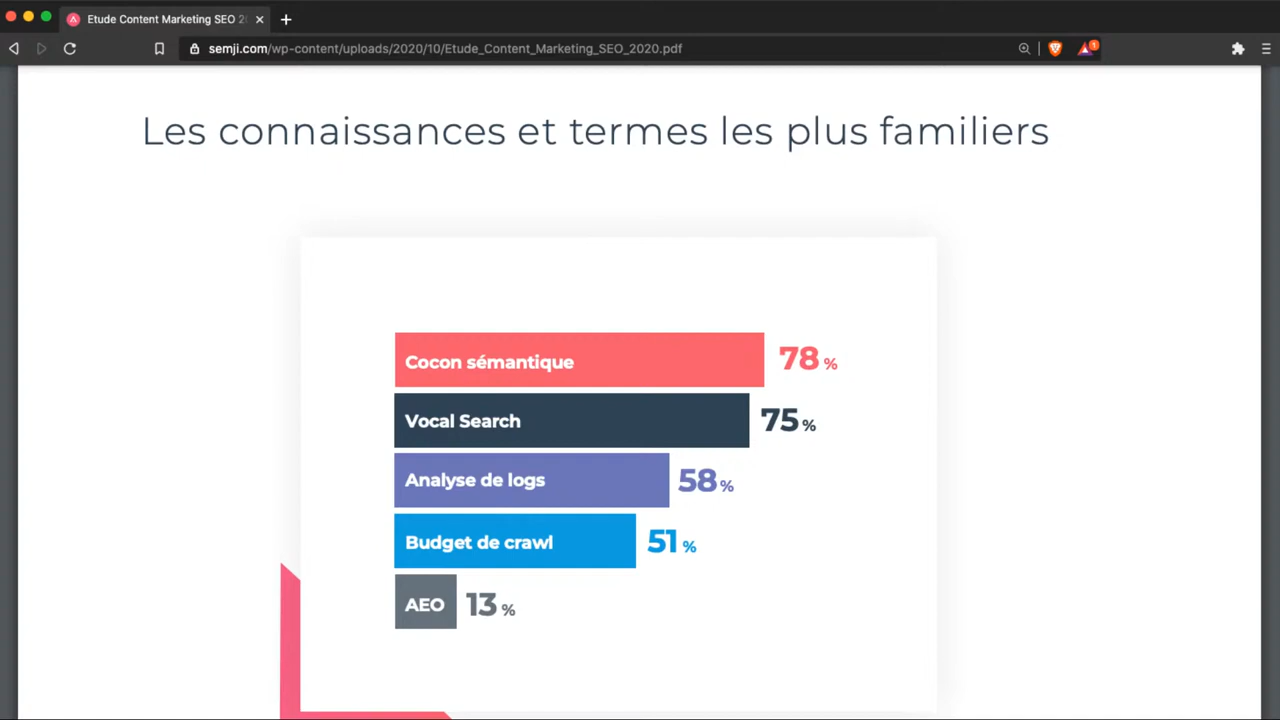 Etude Content Marketing SEO 2
semji.com/wp-content/uploads/2020/10/Etude_Content_Marketing_SEO_2020.pdf
1
Les connaissances et termes les plus familiers
Cocon sémantique 78 %
Vocal Search 75 %
Analyse de logs 58 %
Budget de crawl 51 %
AEO 13 %